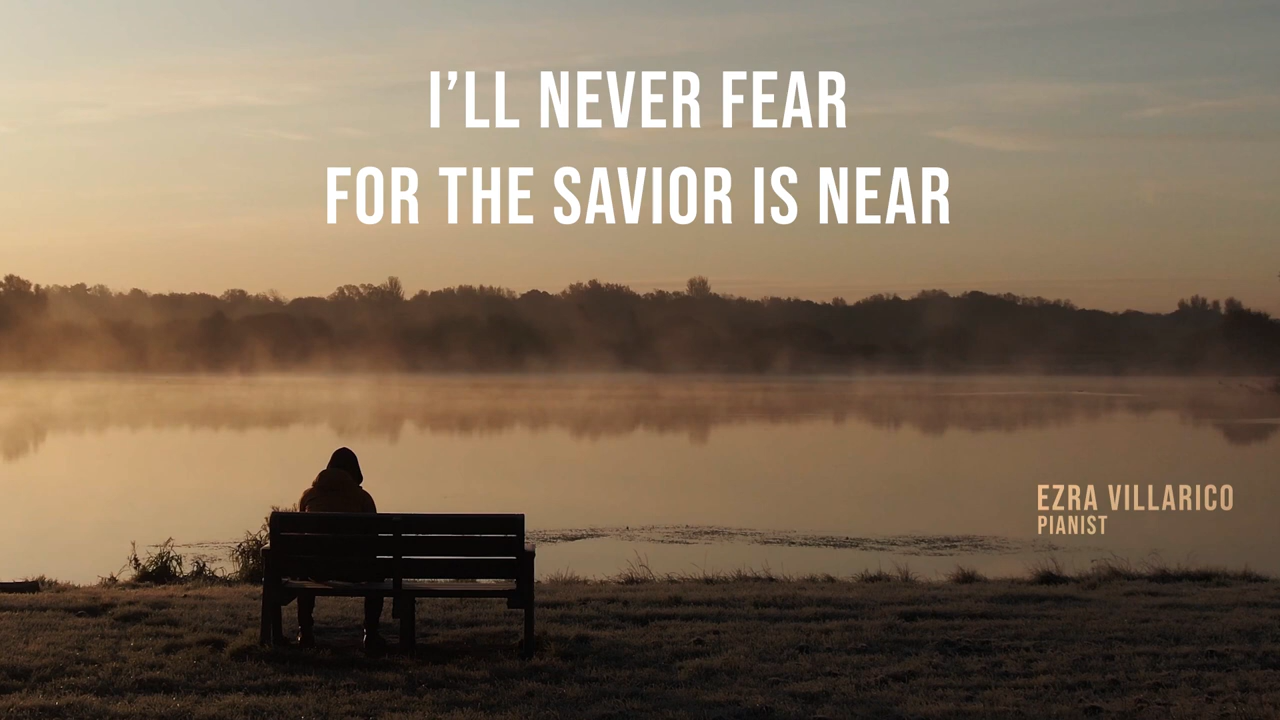 I'LL NEVER FEAR
FOR THE SAVIOR IS NEAR
EZRA VILLARICO
PIANIST